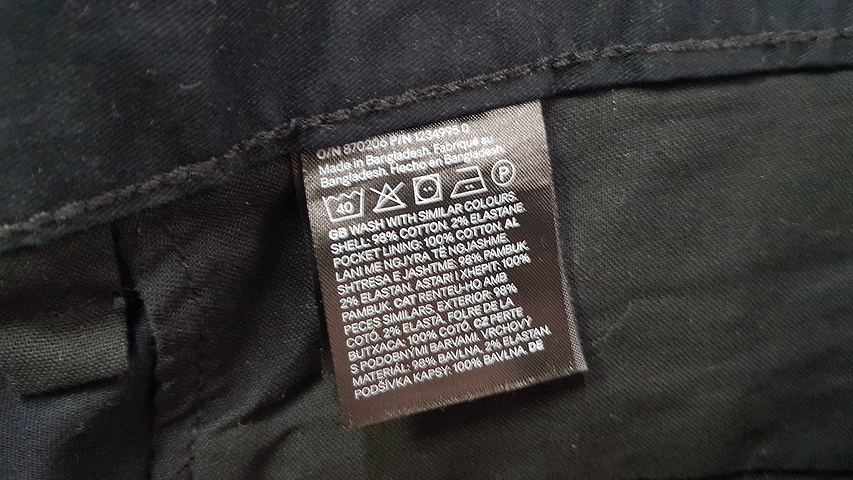 O/N 870206 P/N 1234995 0
Made in Bangladesh. Fabriqué au
Bangladesh. Hecho en Bangladesh.
40 P
GB WASH WITH SIMILAR COLOURS.
SHELL: 98% COTTON. 2% ELASTANE.
POCKET LINING: 100% COTTON. AL
LANI ME NGJYRA TË NGJASHME.
SHTRESA E JASHTME: 98% PAMBUK.
2% ELASTAN. ASTARI I XHEPIT: 100%
PAMBUK. CAT RENTEU-HO AMB
PECES SIMILARS. EXTERIOR: 98%
COTÓ. 2% ELASTÀ. FOLRE DE LA
BUTXACA: 100% COTÓ. CZ PERTE
S PODOBNÝMI BARVAMI. VRCHOVÝ
MATERIÁL: 98% BAVLNA. 2% ELASTAN.
PODŠÍVKA KAPSY: 100% BAVLNA. DE